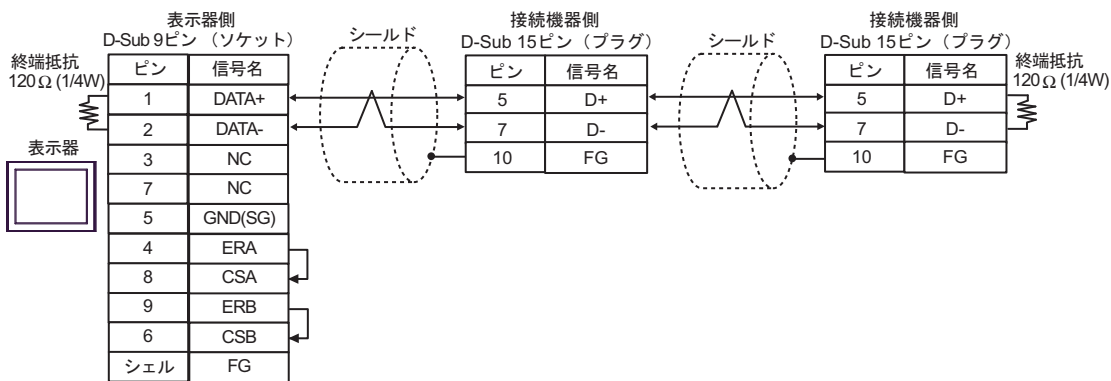 表示器側
D-Sub 9ピン （ソケット）
終端抵抗
120Ω (1/4W)
ピン 信号名
1 DATA+
2 DATA-
3 NC
7 NC
5 GND(SG)
4 ERA
8 CSA
9 ERB
6 CSB
シェル FG
表示器
シールド
接続機器側
D-Sub 15ピン （プラグ）
ピン 信号名
5 D+
7 D-
10 FG
シールド
接続機器側
D-Sub 15ピン （プラグ）
ピン 信号名
5 D+
7 D-
10 FG
終端抵抗
120Ω (1/4W)